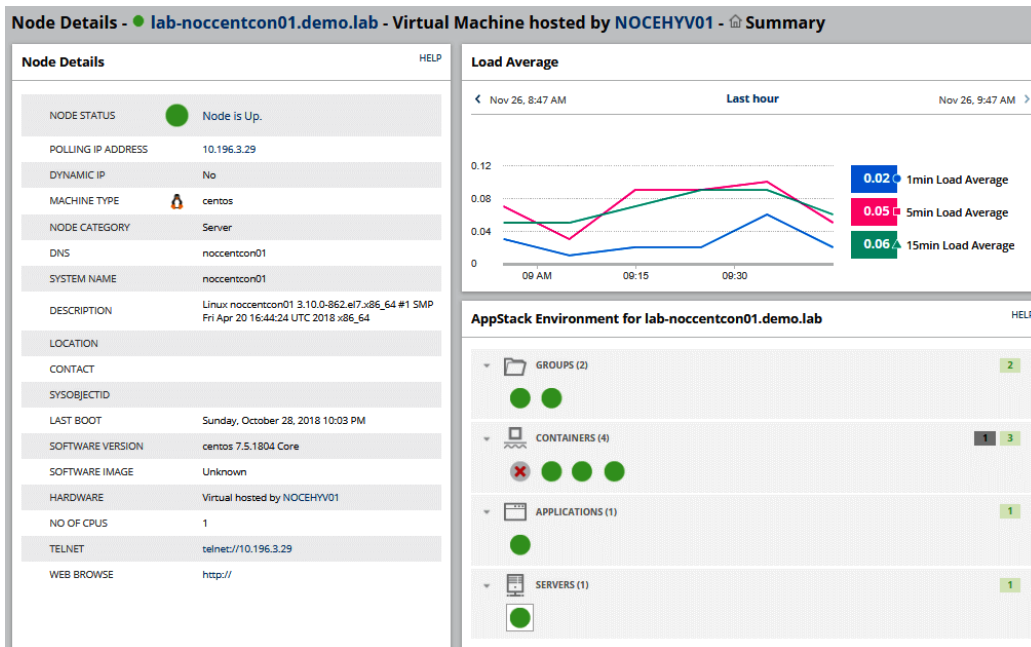 Node Details - lab-noccentcon01.demo.lab - Virtual Machine hosted by NOCEHYV01 - Summary
Node Details HELP
NODE STATUS Node is Up.
POLLING IP ADDRESS 10.196.3.29
DYNAMIC IP No
MACHINE TYPE centos
NODE CATEGORY Server
DNS noccentcon01
SYSTEM NAME noccentcon01
DESCRIPTION Linux noccentcon01 3.10.0-862.el7.x86_64 #1 SMP
Fri Apr 20 16:44:24 UTC 2018 x86_64
LOCATION
CONTACT
SYSOBJECTID
LAST BOOT Sunday, October 28, 2018 10:03 PM
SOFTWARE VERSION centos 7.5.1804 Core
SOFTWARE IMAGE Unknown
HARDWARE Virtual hosted by NOCEHYV01
NO OF CPUS 1
TELNET telnet://10.196.3.29
WEB BROWSE http://
Load Average
Nov 26, 8:47 AM Last hour Nov 26, 9:47 AM
0.12
0.08
0.04
0
09 AM 09:15 09:30
0.02 1min Load Average
0.05 5min Load Average
0.06 15min Load Average
AppStack Environment for lab-noccentcon01.demo.lab HELP
GROUPS (2) 2
CONTAINERS (4) 1 3
APPLICATIONS (1) 1
SERVERS (1) 1